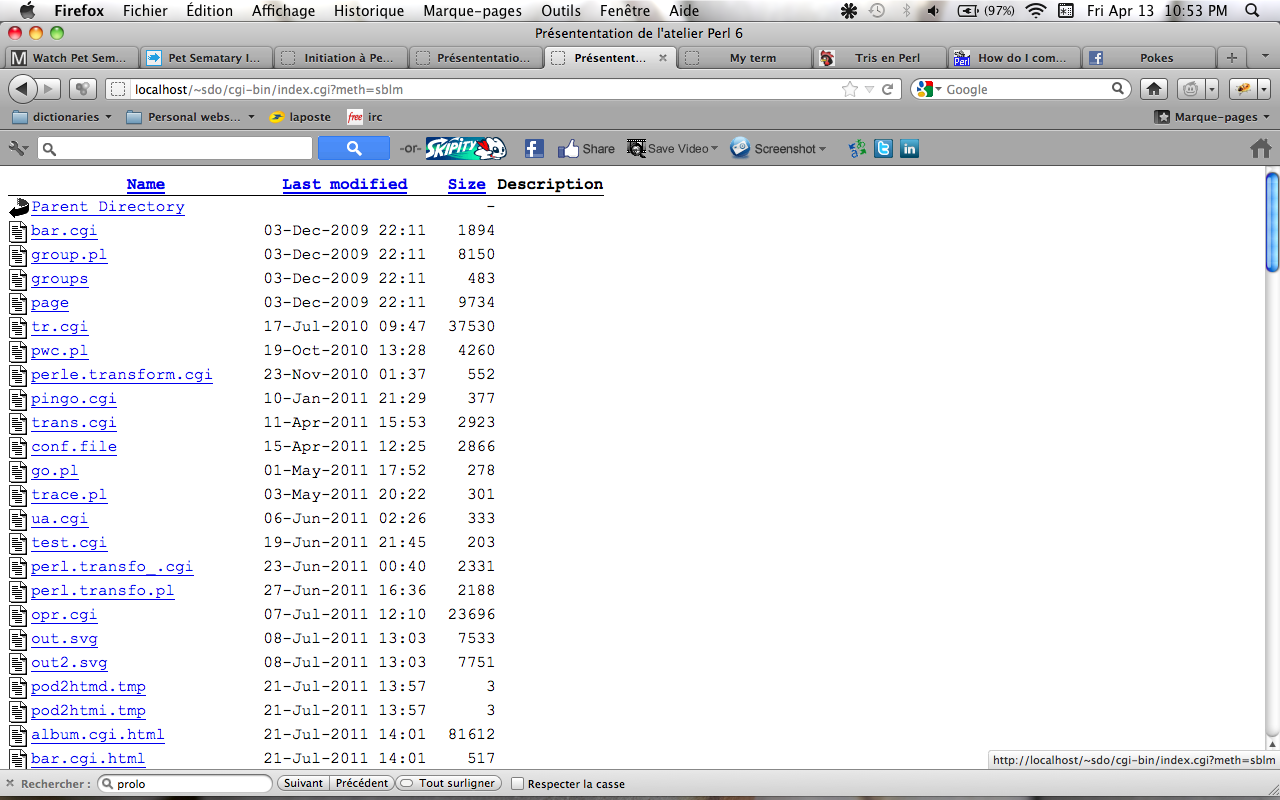 Firefox Fichier Édition Affichage Historique Marque-pages Outils Fenêtre Aide (97%) Fri Apr 13 10:53 PM
Présententation de l'atelier Perl 6
Watch Pet Sem... Pet Sematary I... Initiation à Pe... Présententatio... Présentent... My term Tris en Perl How do I com... Pokes
localhost/~sdo/cgi-bin/index.cgi?meth=sblm Google
dictionaries Personal webs... laposte free irc Marque-pages
-or- SKIPITY Share Save Video Screenshot
Name Last modified Size Description
Parent Directory -
bar.cgi 03-Dec-2009 22:11 1894
group.pl 03-Dec-2009 22:11 8150
groups 03-Dec-2009 22:11 483
page 03-Dec-2009 22:11 9734
tr.cgi 17-Jul-2010 09:47 37530
pwc.pl 19-Oct-2010 13:28 4260
perle.transform.cgi 23-Nov-2010 01:37 552
pingo.cgi 10-Jan-2011 21:29 377
trans.cgi 11-Apr-2011 15:53 2923
conf.file 15-Apr-2011 12:25 2866
go.pl 01-May-2011 17:52 278
trace.pl 03-May-2011 20:22 301
ua.cgi 06-Jun-2011 02:26 333
test.cgi 19-Jun-2011 21:45 203
perl.transfo_.cgi 23-Jun-2011 00:40 2331
perl.transfo.pl 27-Jun-2011 16:36 2188
opr.cgi 07-Jul-2011 12:10 23696
out.svg 08-Jul-2011 13:03 7533
out2.svg 08-Jul-2011 13:03 7751
pod2htmd.tmp 21-Jul-2011 13:57 3
pod2htmi.tmp 21-Jul-2011 13:57 3
album.cgi.html 21-Jul-2011 14:01 81612
bar.cgi.html 21-Jul-2011 14:01 517
http://localhost/~sdo/cgi-bin/index.cgi?meth=sblm
Rechercher : prolo Suivant Précédent Tout surligner Respecter la casse